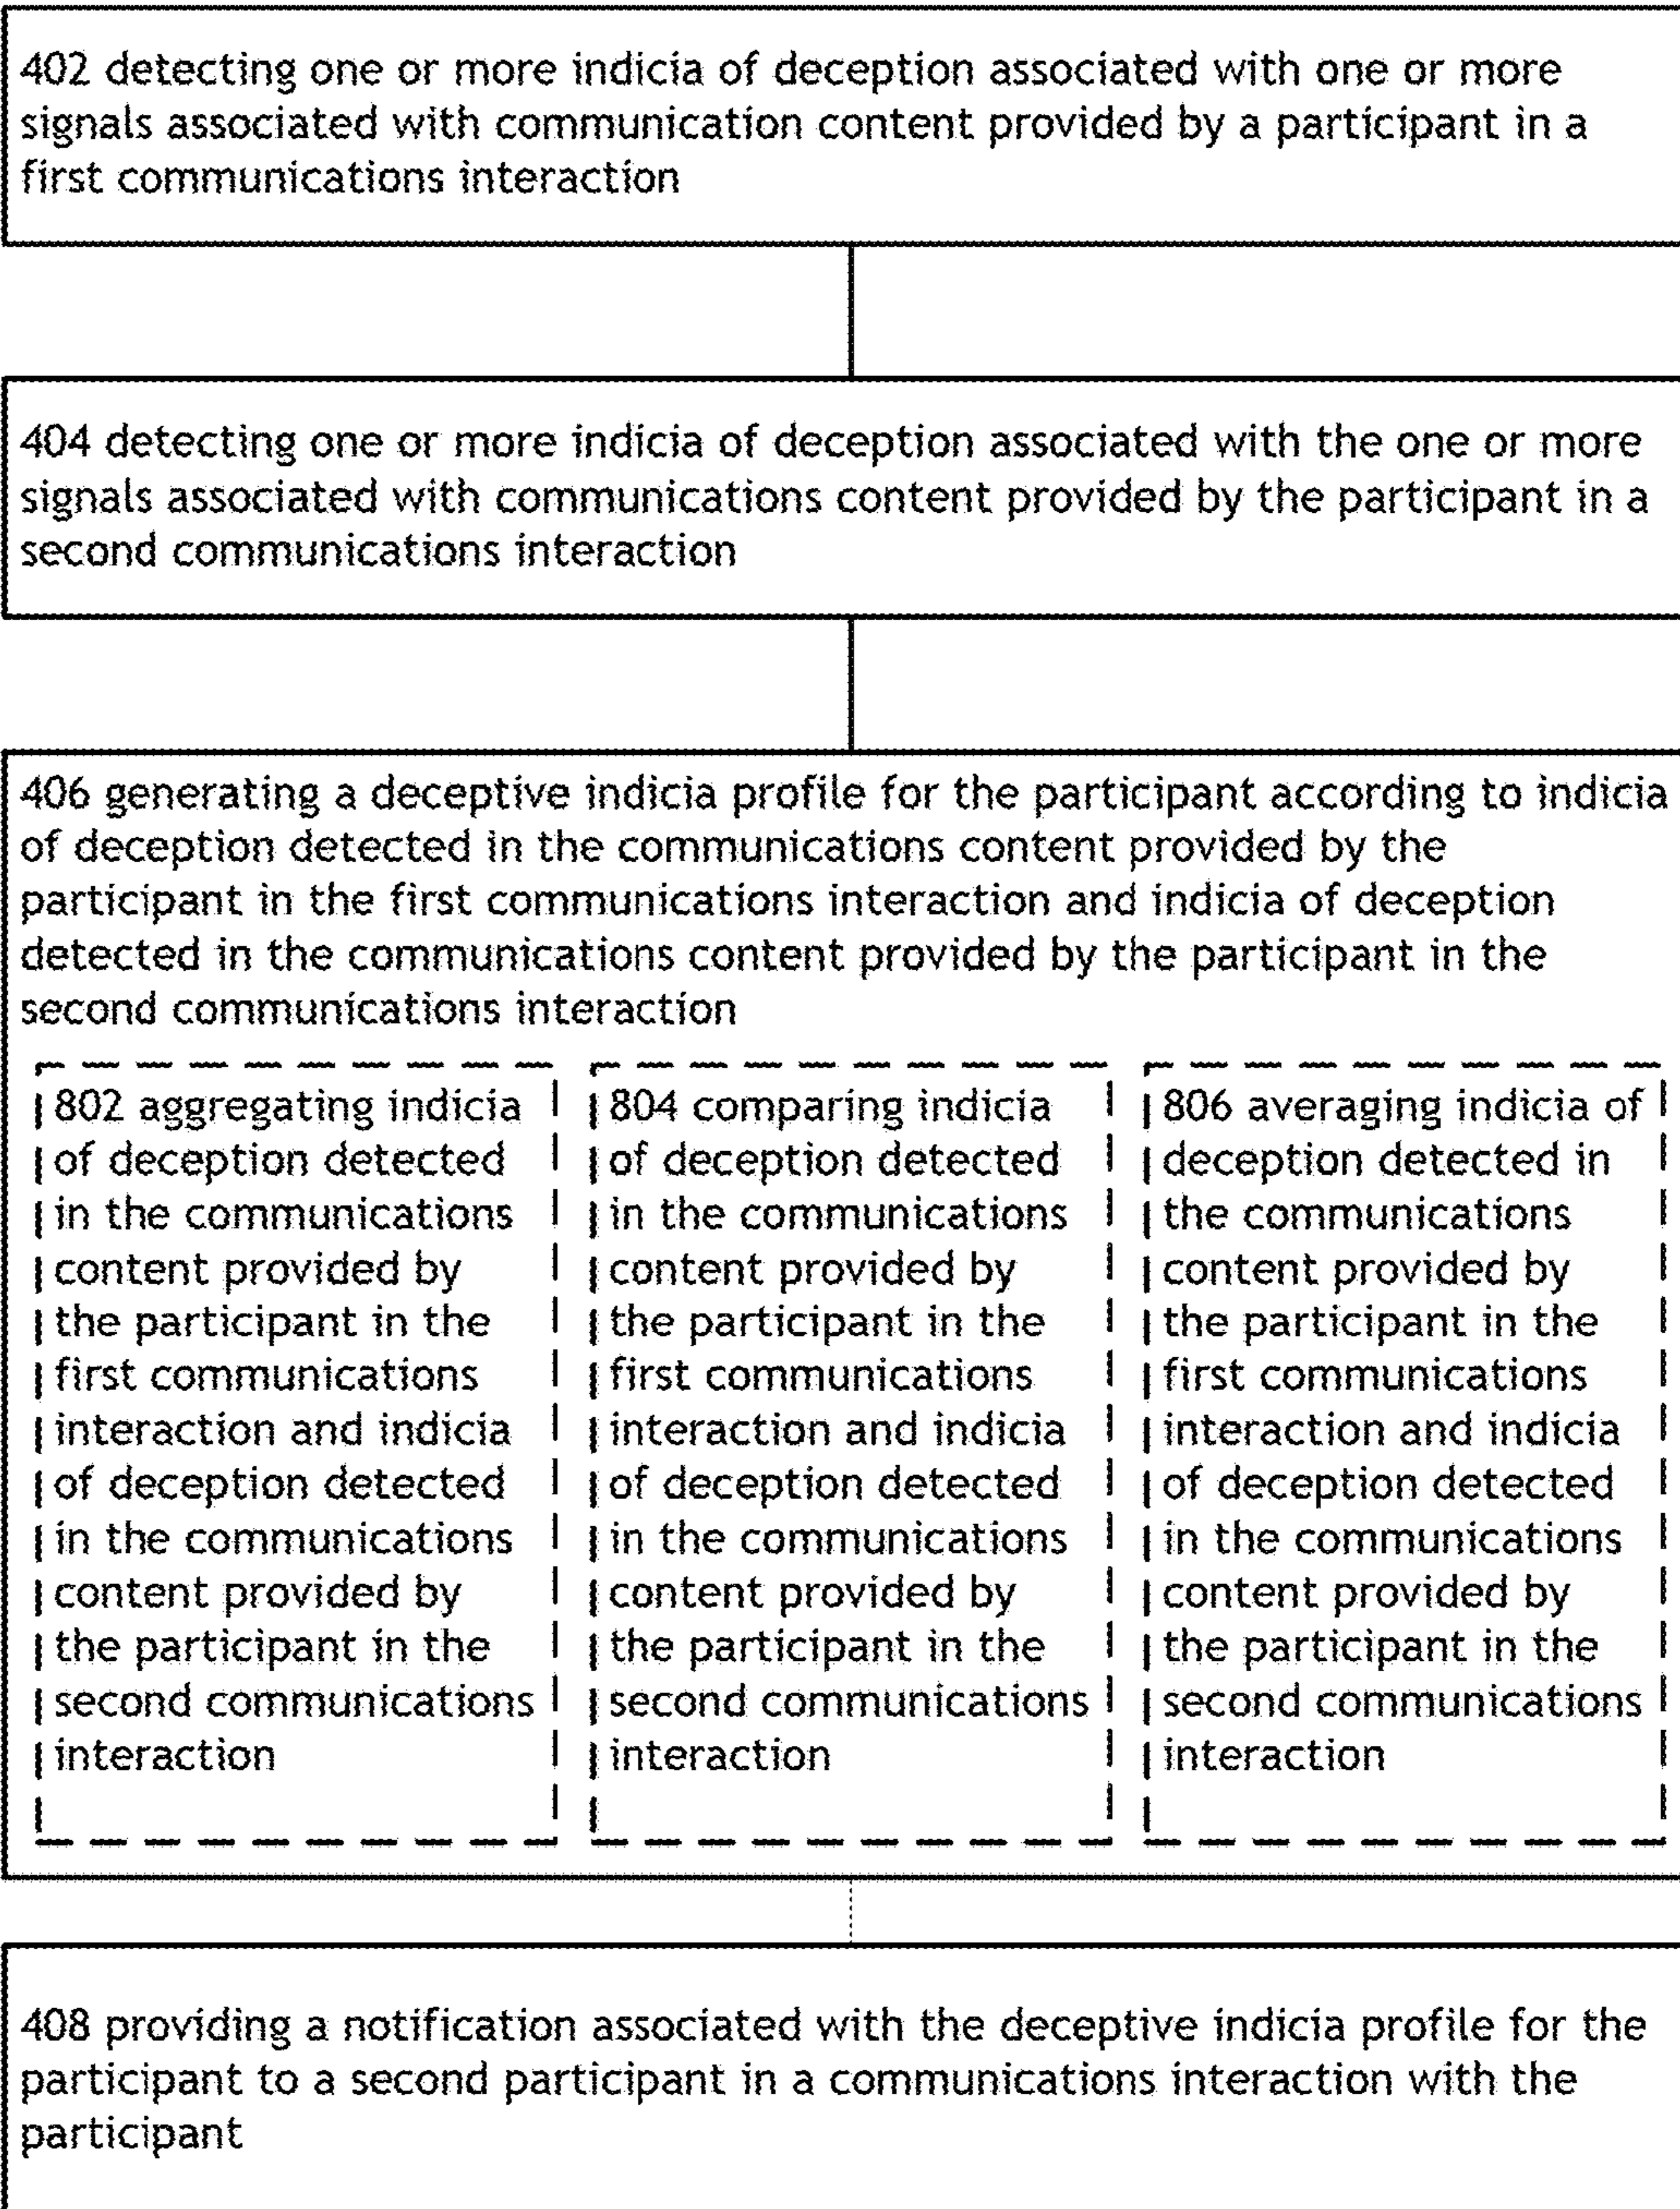 402 detecting one or more indicia of deception associated with one or more
signals associated with communication content provided by a participant in a
first communications interaction
404 detecting one or more indicia of deception associated with the one or more
signals associated with communications content provided by the participant in a
second communications interaction
406 generating a deceptive indicia profile for the participant according to indicia
of deception detected in the communications content provided by the
participant in the first communications interaction and indicia of deception
detected in the communications content provided by the participant in the
second communications interaction
802 aggregating indicia
of deception detected
in the communications
content provided by
the participant in the
first communications
interaction and indicia
of deception detected
in the communications
content provided by
the participant in the
second communications
interaction
804 comparing indicia
of deception detected
in the communications
content provided by
the participant in the
first communications
interaction and indicia
of deception detected
in the communications
content provided by
the participant in the
second communications
interaction
806 averaging indicia of
deception detected in
the communications
content provided by
the participant in the
first communications
interaction and indicia
of deception detected
in the communications
content provided by
the participant in the
second communications
interaction
408 providing a notification associated with the deceptive indicia profile for the
participant to a second participant in a communications interaction with the
participant